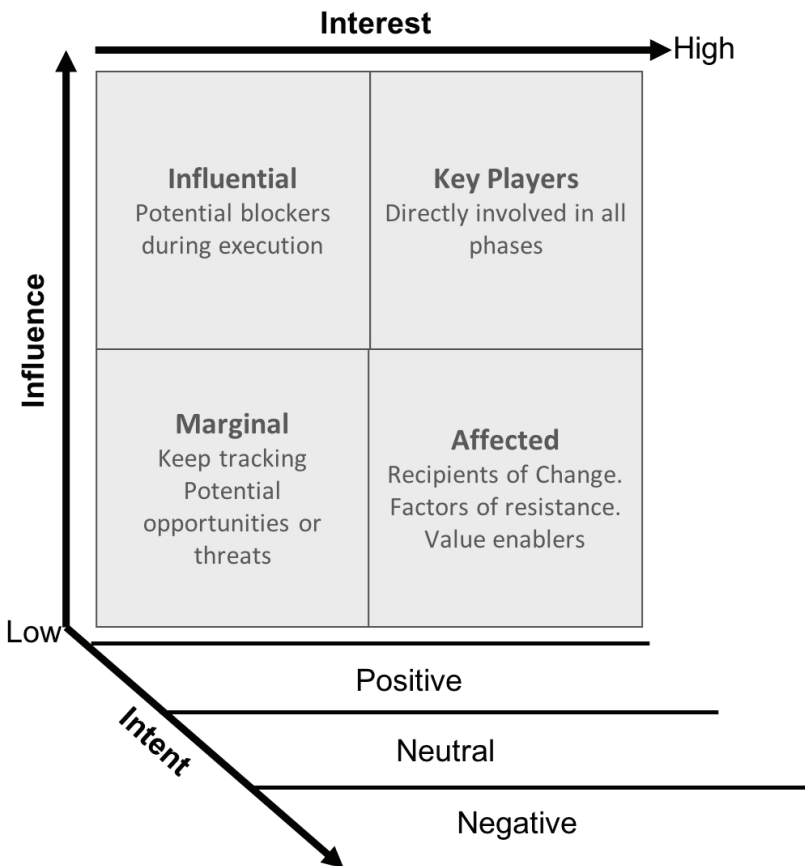 Interest
High
Influential
Potential blockers
during execution
Key Players
Directly involved in all
phases
Influence
Marginal
Keep tracking
Potential
opportunities or
threats
Affected
Recipients of Change.
Factors of resistance.
Value enablers
Low
Intent
Positive
Neutral
Negative